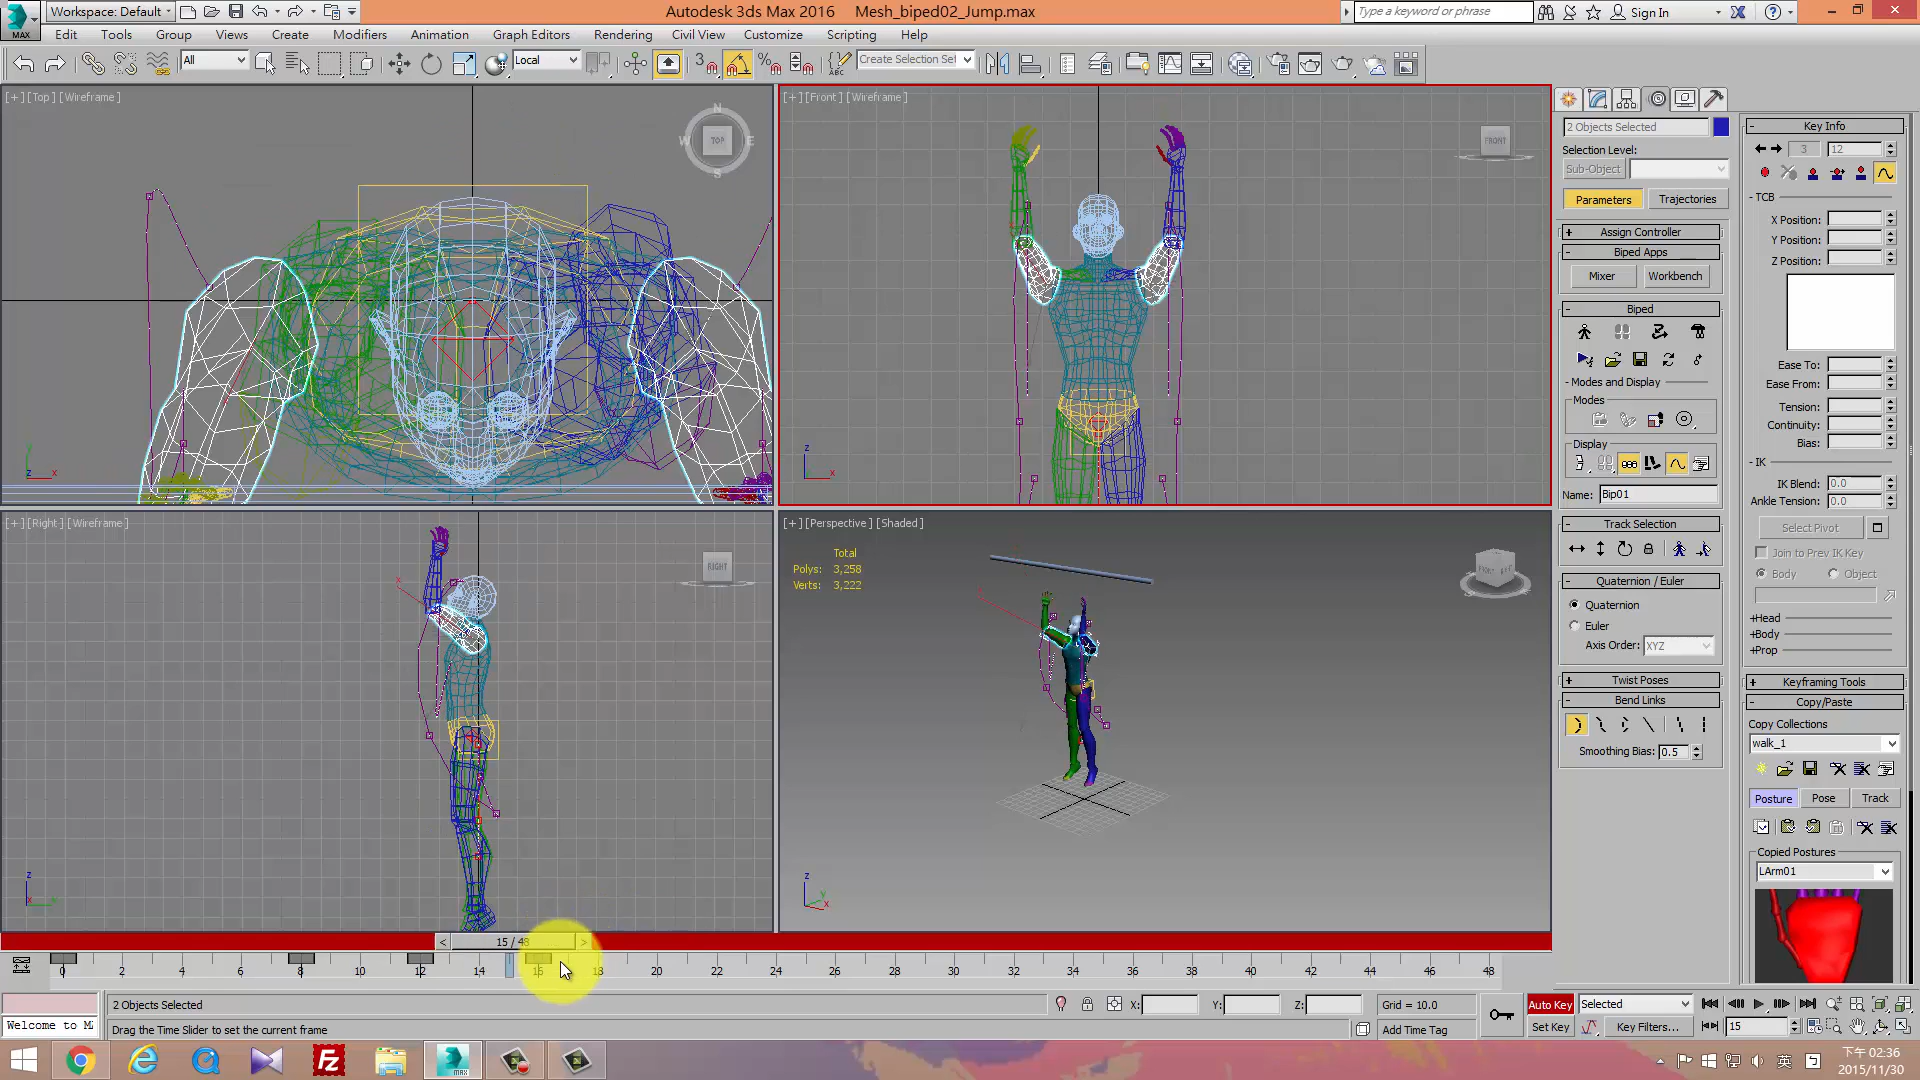 MAX
Workspace: Default
Autodesk 3ds Max 2016 Mesh_biped02_Jump.max
Type a keyword or phrase
Sign In
Edit Tools Group Views Create Modifiers Animation Graph Editors Rendering Civil View Customize Scripting Help
All
Local
3
Create Selection Set
[+] [Top] [Wireframe]
[+] [Front] [Wireframe]
N
W TOP E
S
FRONT
[+] [Right] [Wireframe]
[+] [Perspective] [Shaded]
RIGHT
Total
Polys: 3,258
Verts: 3,222
2 Objects Selected
Selection Level:
Sub-Object
Parameters Trajectories
+ Assign Controller
- Biped Apps
Mixer Workbench
- Biped
- Modes and Display
Modes
Display
Name: Bip01
- Track Selection
- Quaternion / Euler
Quaternion
Euler
Axis Order: XYZ
+ Twist Poses
- Bend Links
Smoothing Bias: 0.5
- Key Info
3 12
- TCB
X Position:
Y Position:
Z Position:
Ease To:
Ease From:
Tension:
Continuity:
Bias:
- IK
IK Blend: 0.0
Ankle Tension: 0.0
Select Pivot
Join to Prev IK Key
Body Object
+Head
+Body
+Prop
+ Keyframing Tools
- Copy/Paste
Copy Collections
walk_1
Posture Pose Track
Copied Postures
LArm01
< 15 / 48 >
0 2 4 6 8 10 12 14 16 18 20 22 24 26 28 30 32 34 36 38 40 42 44 46 48
2 Objects Selected
X: Y: Z: Grid = 10.0
Auto Key Selected
Welcome to M
Drag the Time Slider to set the current frame
Add Time Tag
Set Key Key Filters...
15
英
下午 02:36
2015/11/30